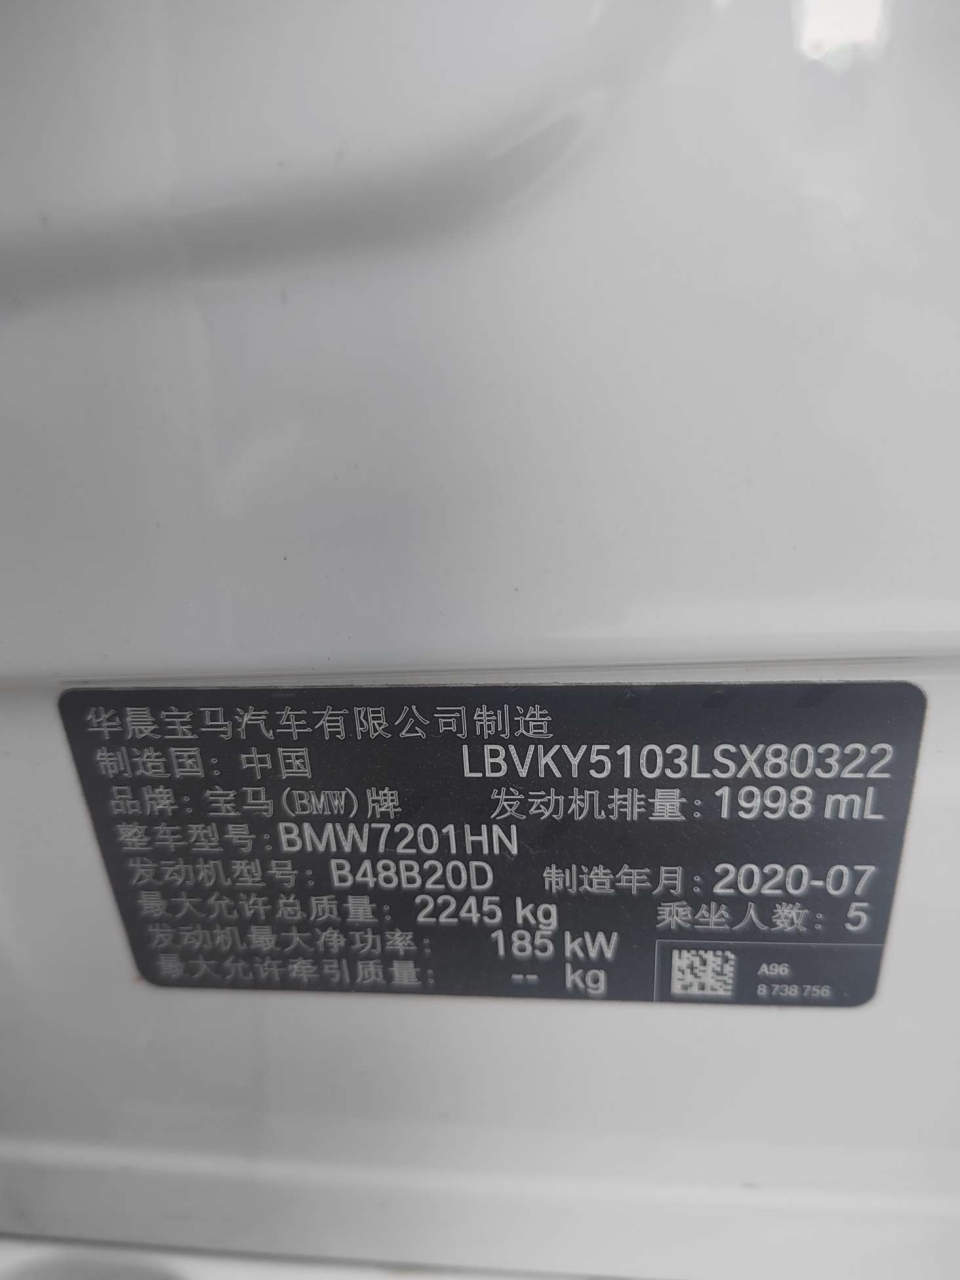 华晨宝马汽车有限公司制造
制造国：中国 LBVKY5103LSX80322
品牌：宝马(BMW)牌 发动机排量：1998 mL
整车型号：BMW7201HN
发动机型号：B48B20D 制造年月：2020-07
最大允许总质量：2245 kg 乘坐人数：5
发动机最大净功率：185 kW
最大允许牵引质量：-- kg
A96
8 738 756